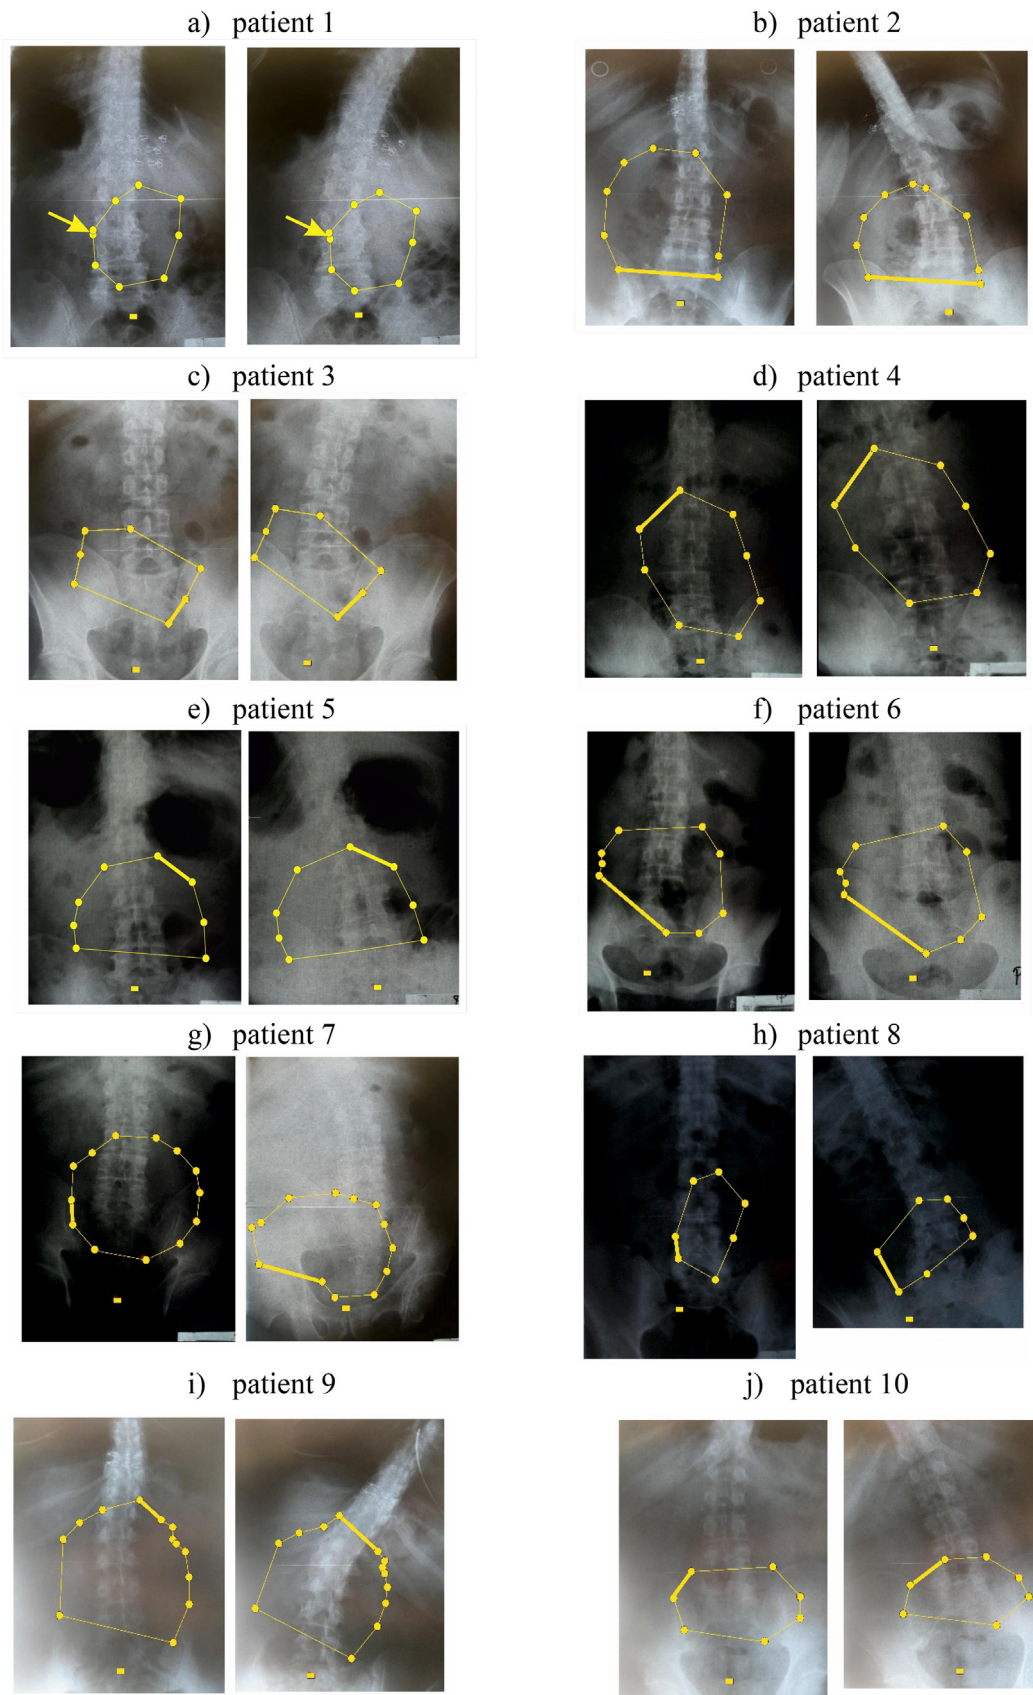 a) patient 1
b) patient 2
c) patient 3
d) patient 4
e) patient 5
f) patient 6
g) patient 7
h) patient 8
i) patient 9
j) patient 10